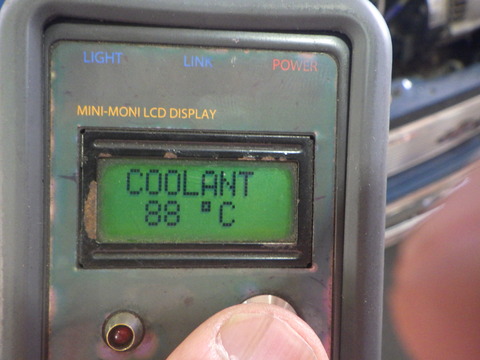 LIGHT LINK POWER
MINI-MONI LCD DISPLAY
COOLANT
88 °C